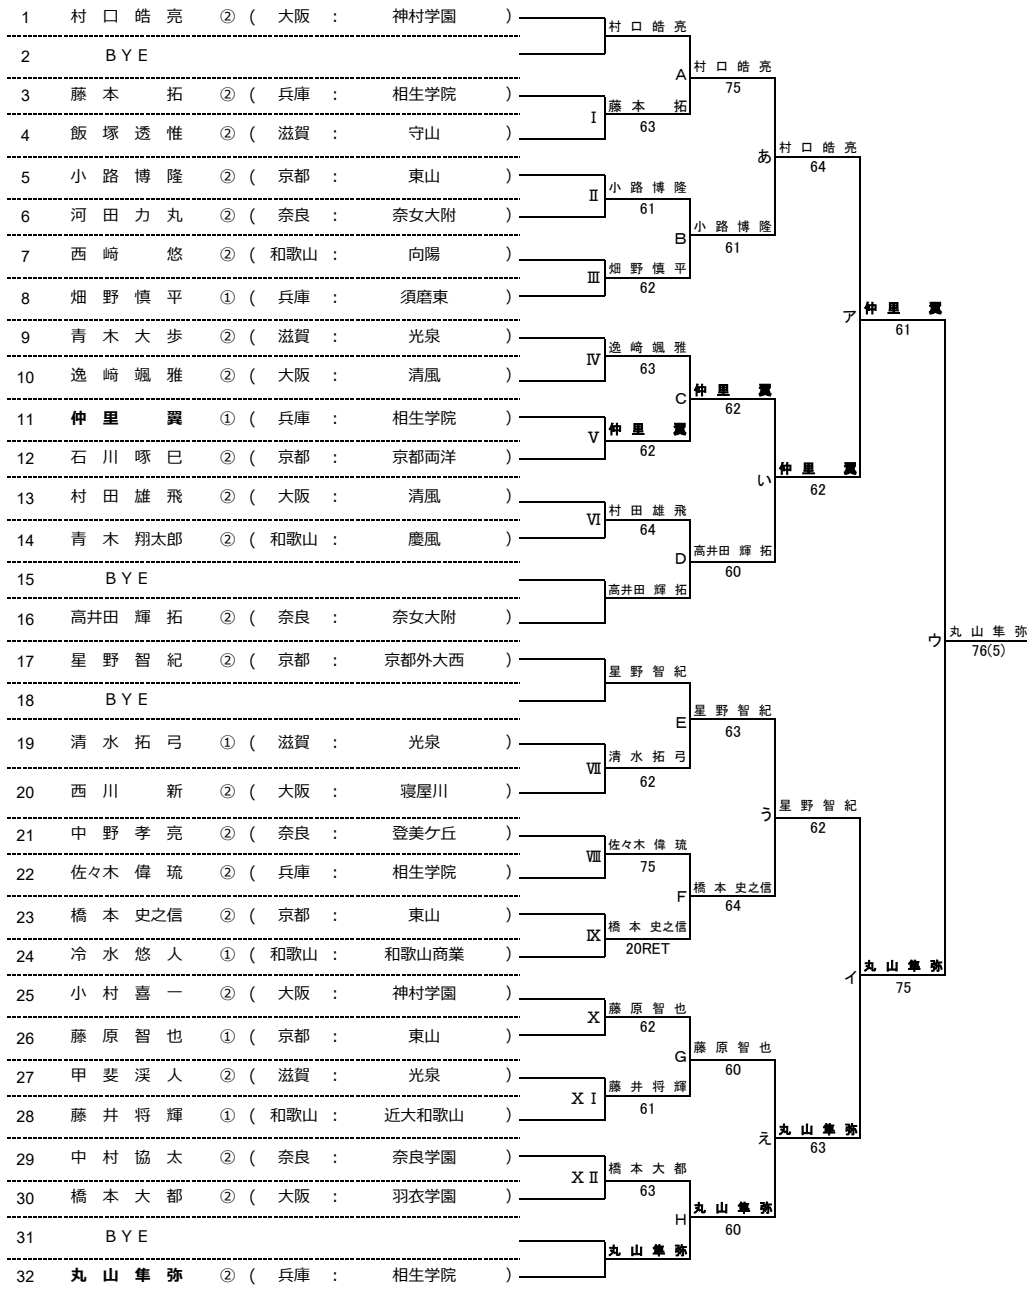 1 村 口 皓 亮 ② ( 大阪 : 神村学園 )
2 BYE
3 藤 本 拓 ② ( 兵庫 : 相生学院 )
4 飯 塚 透 惟 ② ( 滋賀 : 守山 )
5 小 路 博 隆 ② ( 京都 : 東山 )
6 河 田 力 丸 ② ( 奈良 : 奈女大附 )
7 西 﨑 悠 ② ( 和歌山 : 向陽 )
8 畑 野 慎 平 ① ( 兵庫 : 須磨東 )
9 青 木 大 歩 ② ( 滋賀 : 光泉 )
10 逸 﨑 颯 雅 ② ( 大阪 : 清風 )
11 仲 里 翼 ① ( 兵庫 : 相生学院 )
12 石 川 啄 巳 ② ( 京都 : 京都両洋 )
13 村 田 雄 飛 ② ( 大阪 : 清風 )
14 青 木 翔太郎 ② ( 和歌山 : 慶風 )
15 BYE
16 高井田 輝 拓 ② ( 奈良 : 奈女大附 )
17 星 野 智 紀 ② ( 京都 : 京都外大西 )
18 BYE
19 清 水 拓 弓 ① ( 滋賀 : 光泉 )
20 西 川 新 ② ( 大阪 : 寝屋川 )
21 中 野 孝 亮 ② ( 奈良 : 登美ケ丘 )
22 佐々木 偉 琉 ② ( 兵庫 : 相生学院 )
23 橋 本 史之信 ② ( 京都 : 東山 )
24 冷 水 悠 人 ① ( 和歌山 : 和歌山商業 )
25 小 村 喜 一 ② ( 大阪 : 神村学園 )
26 藤 原 智 也 ① ( 京都 : 東山 )
27 甲 斐 渓 人 ② ( 滋賀 : 光泉 )
28 藤 井 将 輝 ① ( 和歌山 : 近大和歌山 )
29 中 村 協 太 ② ( 奈良 : 奈良学園 )
30 橋 本 大 都 ② ( 大阪 : 羽衣学園 )
31 BYE
32 丸 山 隼 弥 ② ( 兵庫 : 相生学院 )
村 口 皓 亮
Ⅰ 藤 本 拓
63
Ⅱ 小 路 博 隆
61
Ⅲ 畑 野 慎 平
62
Ⅳ 逸 﨑 颯 雅
63
Ⅴ 仲 里 翼
62
Ⅵ 村 田 雄 飛
64
高井田 輝 拓
星 野 智 紀
Ⅶ 清 水 拓 弓
62
Ⅷ 佐々木 偉 琉
75
Ⅸ 橋 本 史之信
20RET
Ⅹ 藤 原 智 也
62
ⅩⅠ 藤 井 将 輝
61
ⅩⅡ 橋 本 大 都
63
丸 山 隼 弥
A 村 口 皓 亮
75
B 小 路 博 隆
61
C 仲 里 翼
62
D 高井田 輝 拓
60
E 星 野 智 紀
63
F 橋 本 史之信
64
G 藤 原 智 也
60
H 丸 山 隼 弥
60
あ 村 口 皓 亮
64
い 仲 里 翼
62
う 星 野 智 紀
62
え 丸 山 隼 弥
63
ア 仲 里 翼
61
イ 丸 山 隼 弥
75
ウ 丸 山 隼 弥
76(5)